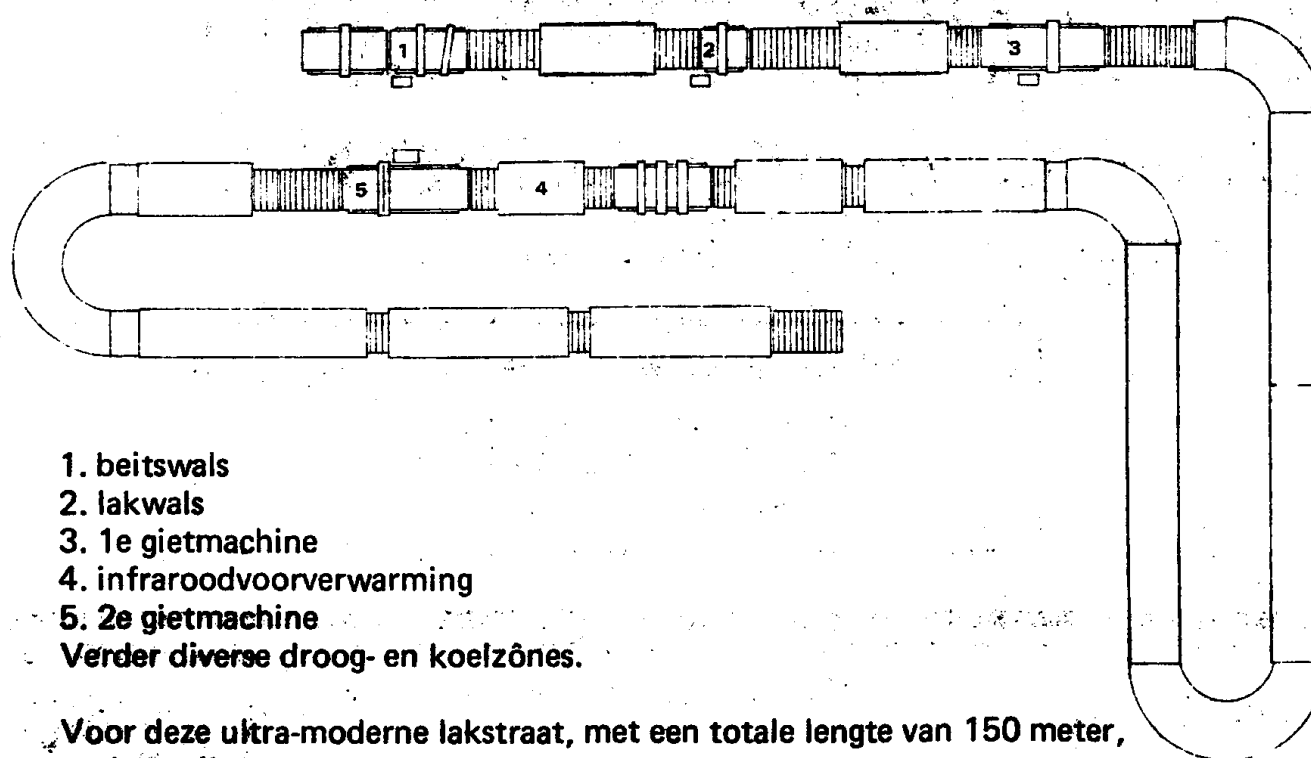 1
2
3
5
4
1. beitswals
2. lakwals
3. 1e gietmachine
4. infraroodvoorverwarming
5. 2e gietmachine
Verder diverse droog- en koelzônes.
Voor deze ultra-moderne lakstraat, met een totale lengte van 150 meter,